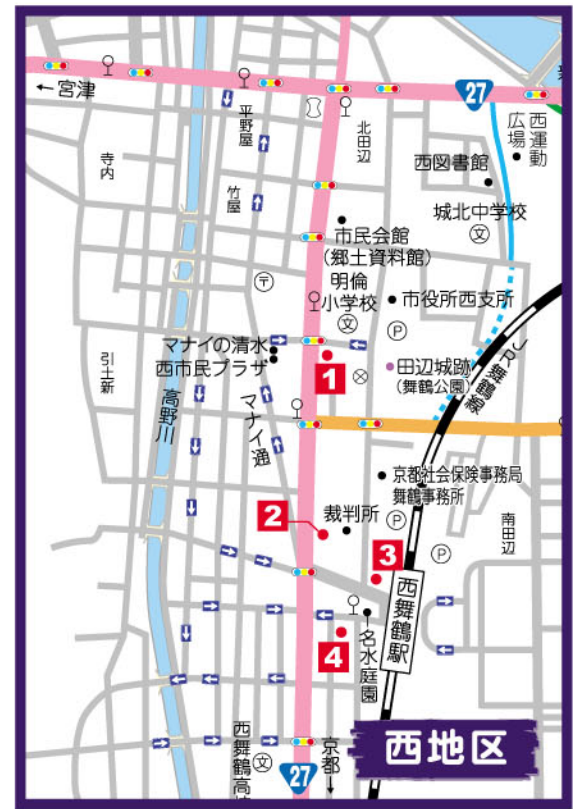 ←宮津
27
平野屋
北田辺
西運動
広場
西図書館
寺内
竹屋
城北中学校
文
市民会館
(郷土資料館)
〒
明倫
小学校
文
市役所西支所
P
マナイの清水
西市民プラザ
1
田辺城跡
(舞鶴公園)
JR舞鶴線
引土新
高野川
マナイ通
京都社会保険事務局
舞鶴事務所
2
裁判所
P
南田辺
P
3
西舞鶴駅
4
名水庭園
西舞鶴高校
文
27
京都→
西地区